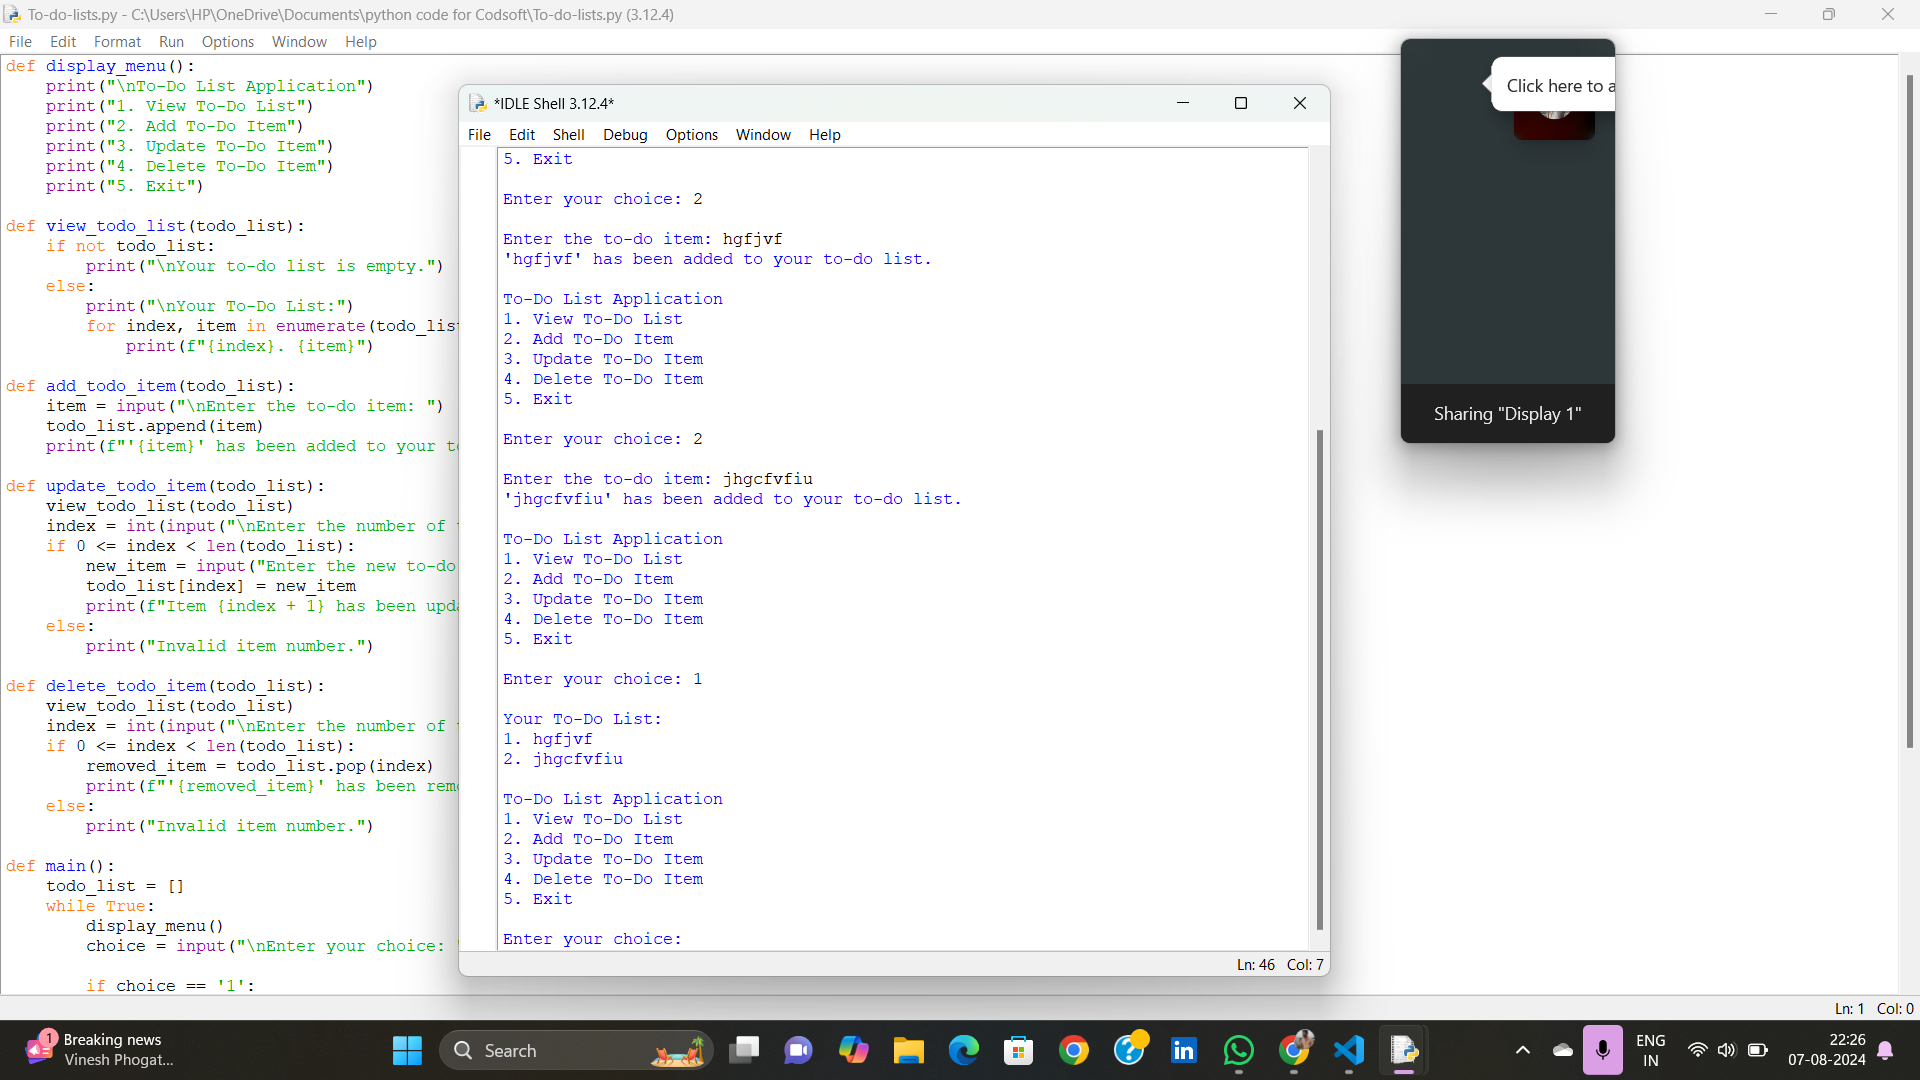 To-do-lists.py - C:\Users\HP\OneDrive\Documents\python code for Codsoft\To-do-lists.py (3.12.4)
File Edit Format Run Options Window Help
def display_menu():
    print("\nTo-Do List Application")
    print("1. View To-Do List")
    print("2. Add To-Do Item")
    print("3. Update To-Do Item")
    print("4. Delete To-Do Item")
    print("5. Exit")
def view_todo_list(todo_list):
    if not todo_list:
        print("\nYour to-do list is empty.")
    else:
        print("\nYour To-Do List:")
        for index, item in enumerate(todo_lis
            print(f"{index}. {item}")
def add_todo_item(todo_list):
    item = input("\nEnter the to-do item: ")
    todo_list.append(item)
    print(f"'{item}' has been added to your t
def update_todo_item(todo_list):
    view_todo_list(todo_list)
    index = int(input("\nEnter the number of
    if 0 <= index < len(todo_list):
        new_item = input("Enter the new to-do
        todo_list[index] = new_item
        print(f"Item {index + 1} has been upd
    else:
        print("Invalid item number.")
def delete_todo_item(todo_list):
    view_todo_list(todo_list)
    index = int(input("\nEnter the number of
    if 0 <= index < len(todo_list):
        removed_item = todo_list.pop(index)
        print(f"'{removed_item}' has been rem
    else:
        print("Invalid item number.")
def main():
    todo_list = []
    while True:
        display_menu()
        choice = input("\nEnter your choice:
        if choice == '1':
*IDLE Shell 3.12.4*
File Edit Shell Debug Options Window Help
5. Exit
Enter your choice: 2
Enter the to-do item: hgfjvf
'hgfjvf' has been added to your to-do list.
To-Do List Application
1. View To-Do List
2. Add To-Do Item
3. Update To-Do Item
4. Delete To-Do Item
5. Exit
Enter your choice: 2
Enter the to-do item: jhgcfvfiu
'jhgcfvfiu' has been added to your to-do list.
To-Do List Application
1. View To-Do List
2. Add To-Do Item
3. Update To-Do Item
4. Delete To-Do Item
5. Exit
Enter your choice: 1
Your To-Do List:
1. hgfjvf
2. jhgcfvfiu
To-Do List Application
1. View To-Do List
2. Add To-Do Item
3. Update To-Do Item
4. Delete To-Do Item
5. Exit
Enter your choice:
Ln: 46 Col: 7
Click here to a
Sharing "Display 1"
Ln: 1 Col: 0
1
Breaking news
Vinesh Phogat...
Search
ENG
IN
22:26
07-08-2024